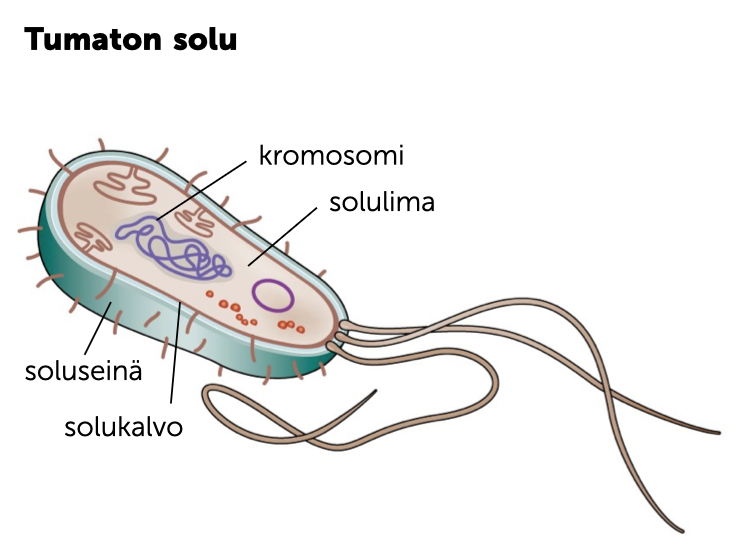 Tumaton solu
kromosomi
solulima
soluseinä
solukalvo